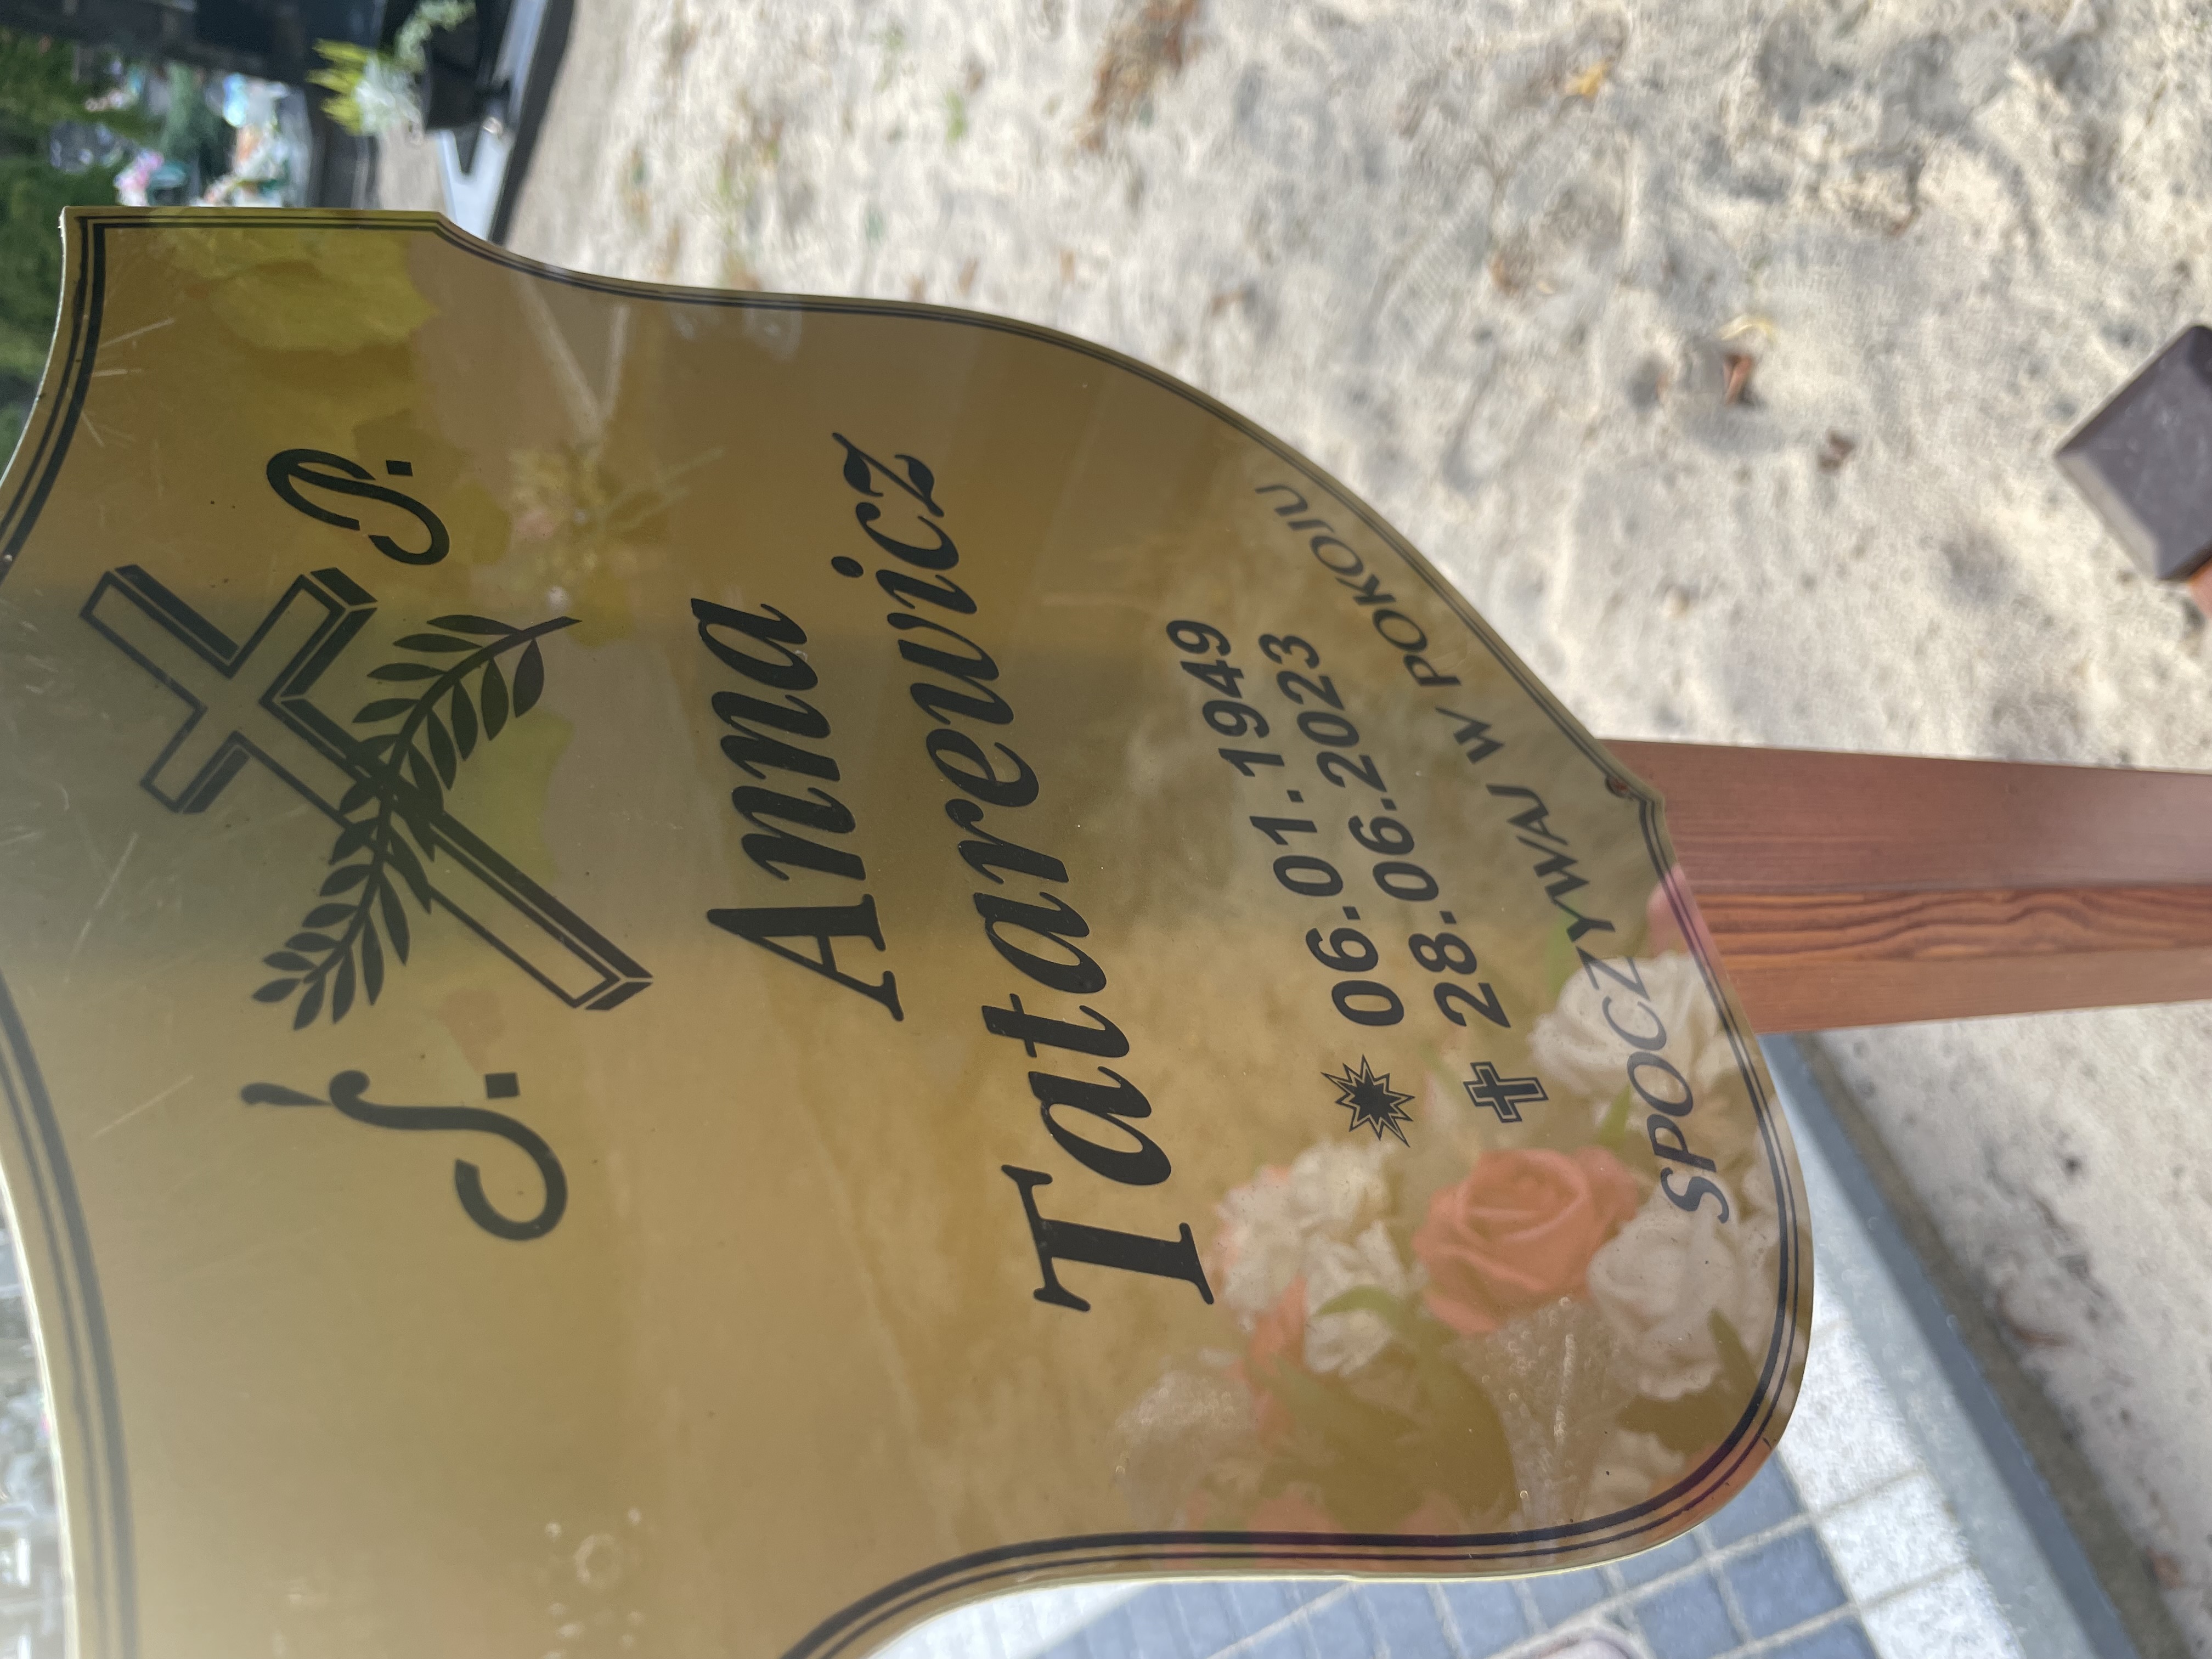 Ś. P.
Anna
Tatarewicz
06.01.1949
28.06.2023
SPOCZYWAJ W POKOJU